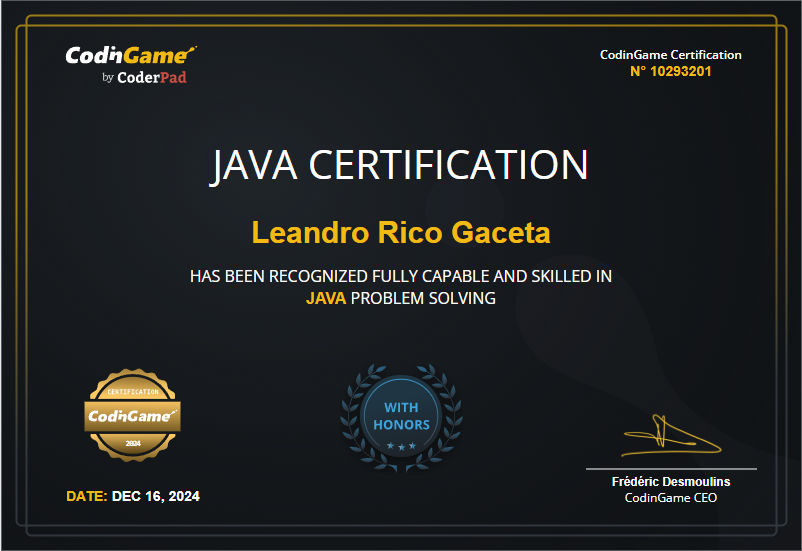 CodinGame
by CoderPad
CodinGame Certification
N° 10293201
JAVA CERTIFICATION
Leandro Rico Gaceta
HAS BEEN RECOGNIZED FULLY CAPABLE AND SKILLED IN
JAVA PROBLEM SOLVING
CERTIFICATION
CodinGame
2024
WITH
HONORS
DATE: DEC 16, 2024
Frédéric Desmoulins
CodinGame CEO